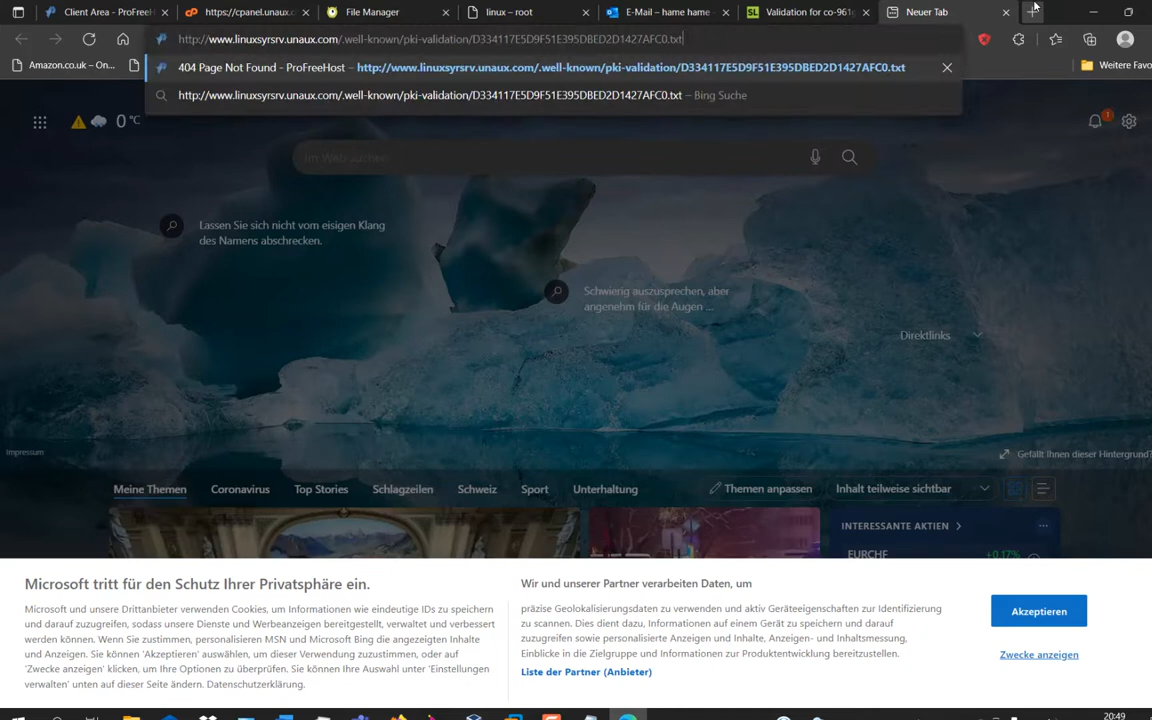 Client Area - ProFreeH
https://cpanel.unaux.c
File Manager
linux – root
E-Mail – hame hame
Validation for co-961
Neuer Tab
http://www.linuxsyrsrv.unaux.com/.well-known/pki-validation/D334117E5D9F51E395DBED2D1427AFC0.txt
Amazon.co.uk – On...
Weitere Favo
404 Page Not Found - ProFreeHost – http://www.linuxsyrsrv.unaux.com/.well-known/pki-validation/D334117E5D9F51E395DBED2D1427AFC0.txt
http://www.linuxsyrsrv.unaux.com/.well-known/pki-validation/D334117E5D9F51E395DBED2D1427AFC0.txt – Bing Suche
0 °C
1
Im Web suchen
Lassen Sie sich nicht vom eisigen Klang
des Namens abschrecken.
Schwierig auszusprechen, aber
angenehm für die Augen ...
Direktlinks
Impressum
Gefällt Ihnen dieser Hintergrund?
Meine Themen
Coronavirus
Top Stories
Schlagzeilen
Schweiz
Sport
Unterhaltung
Themen anpassen
Inhalt teilweise sichtbar
INTERESSANTE AKTIEN
EURCHF
+0.17%
Microsoft tritt für den Schutz Ihrer Privatsphäre ein.
Microsoft und unsere Drittanbieter verwenden Cookies, um Informationen wie eindeutige IDs zu speichern
und darauf zuzugreifen, sodass unsere Dienste und Werbeanzeigen bereitgestellt, verwaltet und verbessert
werden können. Wenn Sie zustimmen, personalisieren MSN und Microsoft Bing die angezeigten Inhalte
und Anzeigen. Sie können 'Akzeptieren' auswählen, um dieser Verwendung zuzustimmen, oder auf
'Zwecke anzeigen' klicken, um Ihre Optionen zu überprüfen. Sie können Ihre Auswahl unter 'Einstellungen
verwalten' unten auf dieser Seite ändern. Datenschutzerklärung.
Wir und unserer Partner verarbeiten Daten, um
präzise Geolokalisierungsdaten zu verwenden und aktiv Geräteeigenschaften zur Identifizierung
zu scannen. Dies dient dazu, Informationen auf einem Gerät zu speichern und darauf
zuzugreifen sowie personalisierte Anzeigen und Inhalte, Anzeigen- und Inhaltsmessung,
Einblicke in die Zielgruppe und Informationen zur Produktentwicklung bereitzustellen.
Liste der Partner (Anbieter)
Akzeptieren
Zwecke anzeigen
20:49